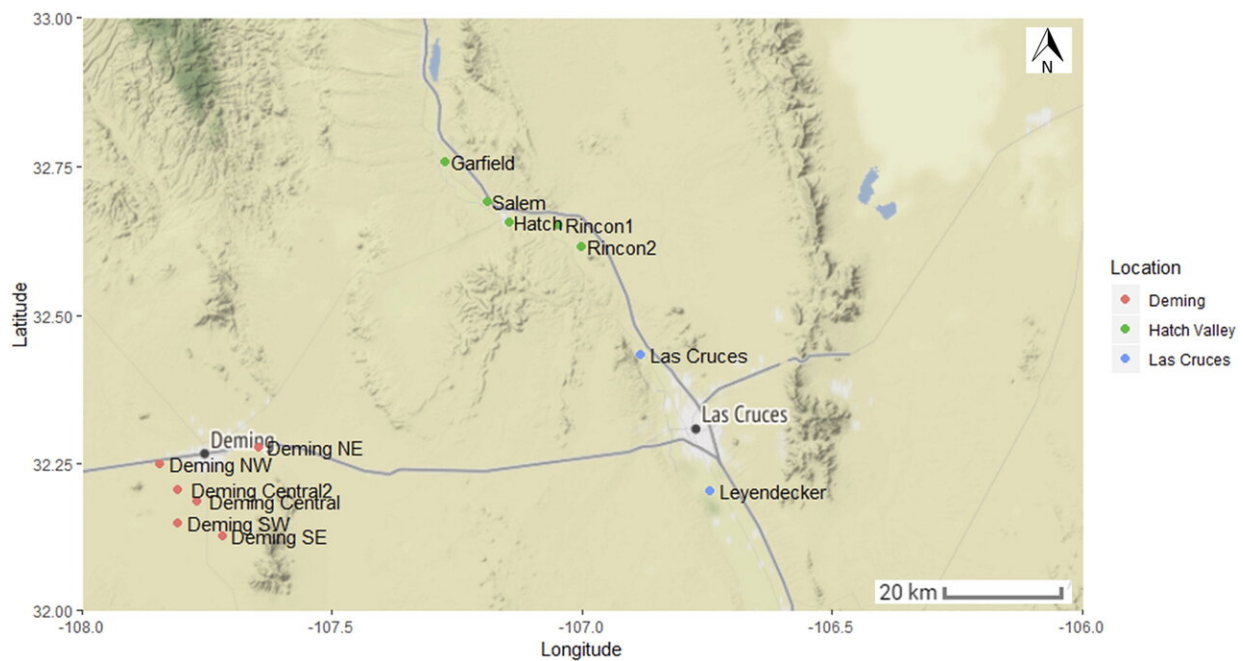 33.00
N
32.75
Garfield
Salem
Hatch
Rincon1
Rincon2
Location
Deming
Hatch Valley
Las Cruces
Latitude
32.50
Las Cruces
Las Cruces
Deming
Deming NE
32.25
Deming NW
Deming Central2
Deming Central
Leyendecker
Deming SW
Deming SE
20 km
32.00
-108.0
-107.5
-107.0
-106.5
-106.0
Longitude